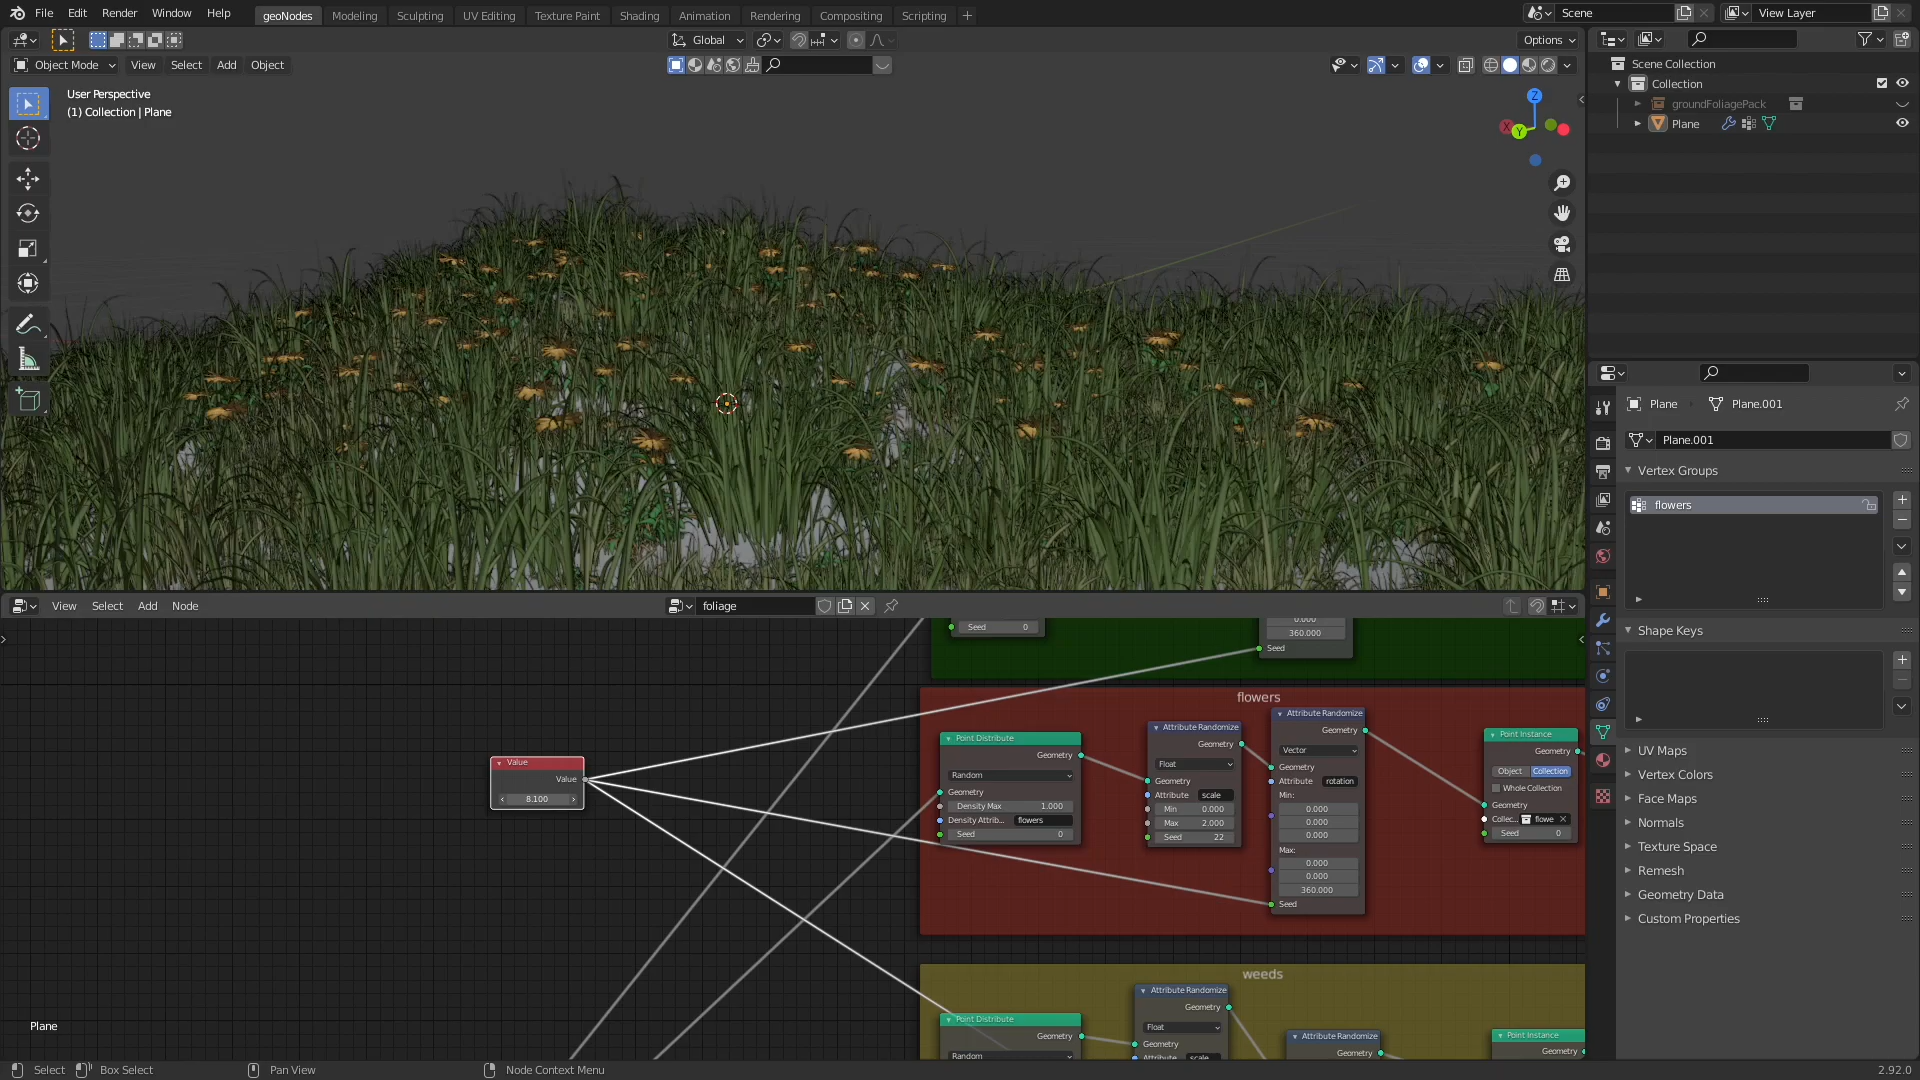 File Edit Render Window Help geoNodes Modeling Sculpting UV Editing Texture Paint Shading Animation Rendering Compositing Scripting Scene View Layer
Global Options
Object Mode View Select Add Object
User Perspective
(1) Collection | Plane
Z
X
Y
Scene Collection
Collection
groundFoliagePack
Plane
Plane Plane.001
Plane.001
Vertex Groups
flowers
Shape Keys
UV Maps
Vertex Colors
Face Maps
Normals
Texture Space
Remesh
Geometry Data
Custom Properties
View Select Add Node foliage
Seed 0
0.000
360.000
Seed
flowers
Value
Value
8.100
Point Distribute
Geometry
Random
Geometry
Density Max 1.000
Density Attrib... flowers
Seed 0
Attribute Randomize
Geometry
Float
Geometry
Attribute scale
Min 0.000
Max 2.000
Seed 22
Attribute Randomize
Geometry
Vector
Geometry
Attribute rotation
Min:
0.000
0.000
0.000
Max:
0.000
0.000
360.000
Seed
Point Instance
Geometry
Object Collection
Whole Collection
Geometry
Collec... flowe
Seed 0
weeds
Point Distribute
Geometry
Random
Attribute Randomize
Geometry
Float
Geometry
Attribute scale
Attribute Randomize
Geometry
Point Instance
Geometry
Plane
Select Box Select Pan View Node Context Menu 2.92.0